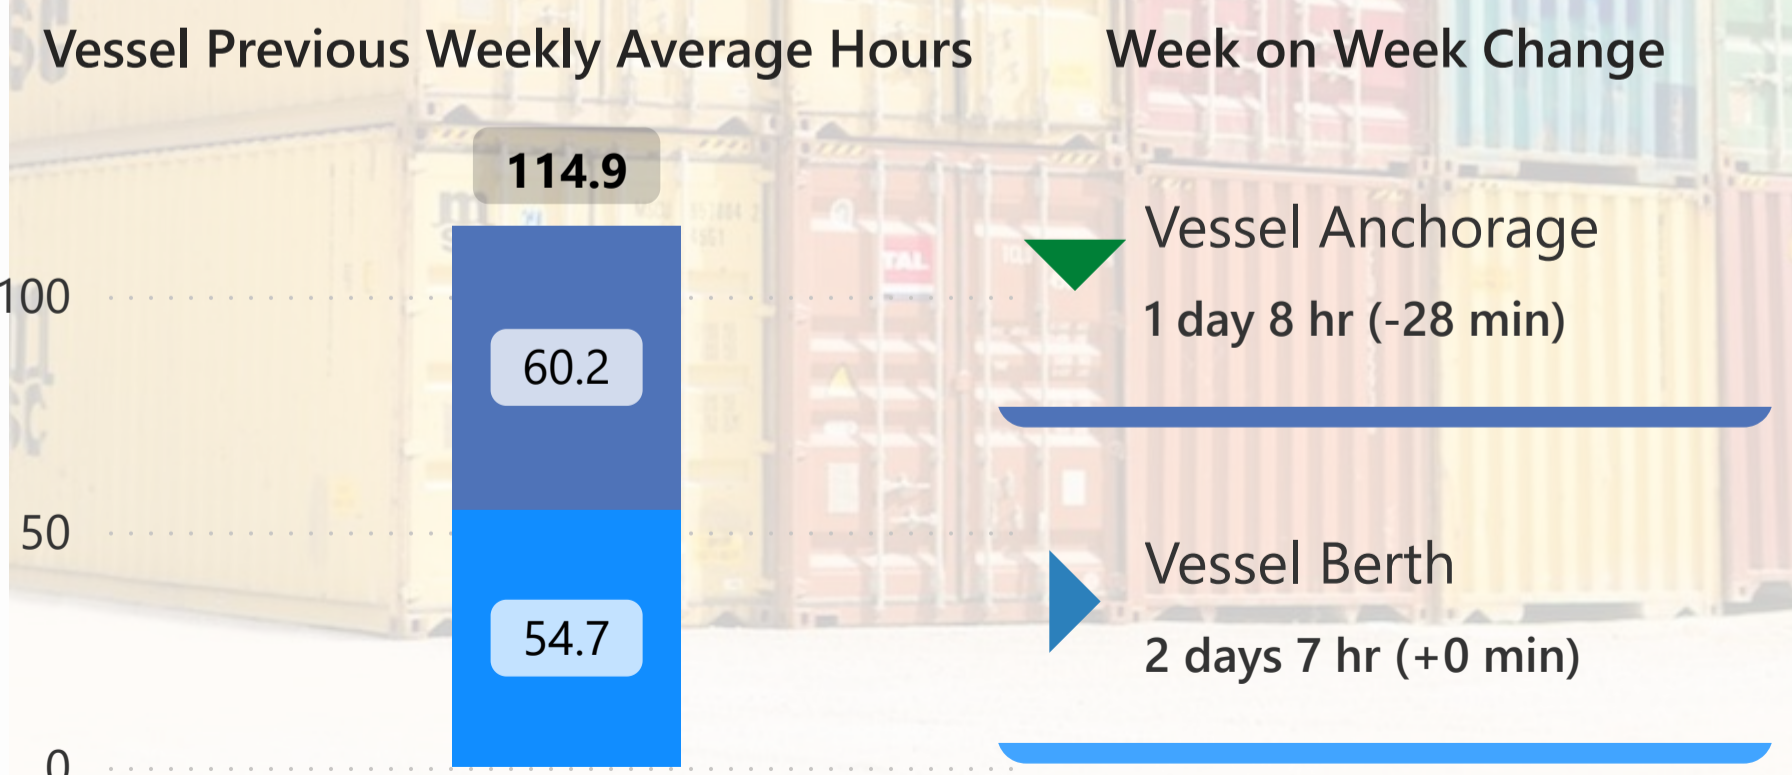 Vessel Previous Weekly Average Hours
114.9
100
60.2
50
54.7
0
Week on Week Change
Vessel Anchorage
1 day 8 hr (-28 min)
Vessel Berth
2 days 7 hr (+0 min)
TAL